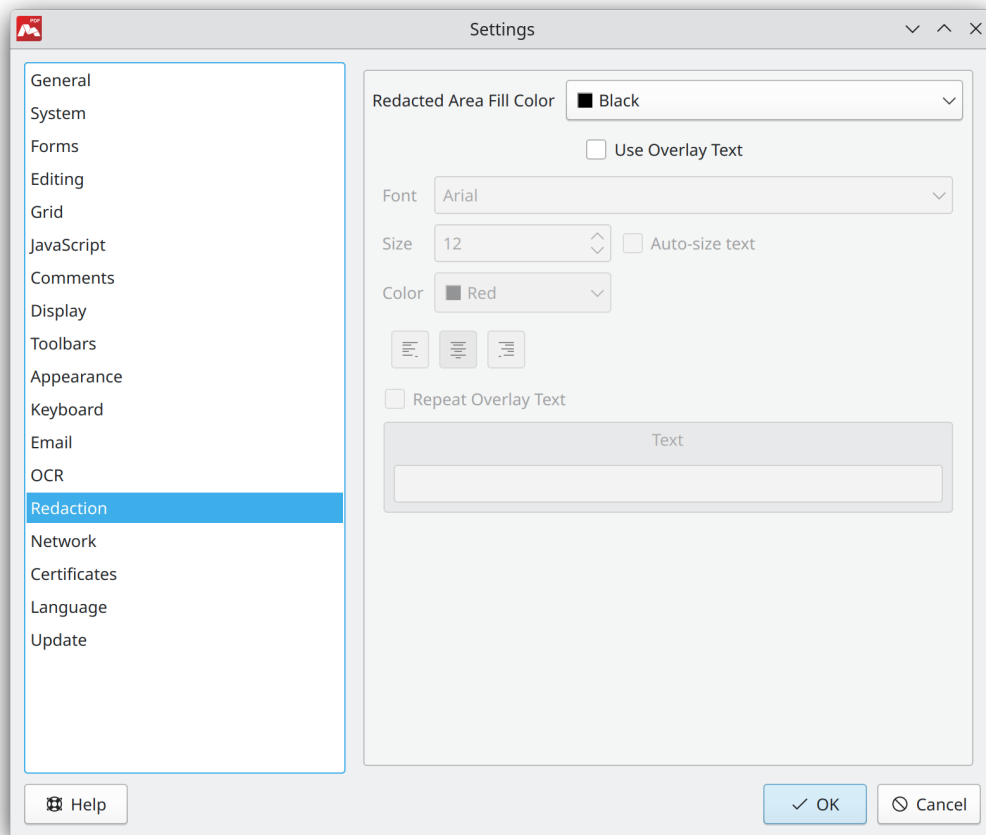 PDF
Settings
General
System
Forms
Editing
Grid
JavaScript
Comments
Display
Toolbars
Appearance
Keyboard
Email
OCR
Redaction
Network
Certificates
Language
Update
Redacted Area Fill Color Black
Use Overlay Text
Font Arial
Size 12 Auto-size text
Color Red
Repeat Overlay Text
Text
Help OK Cancel